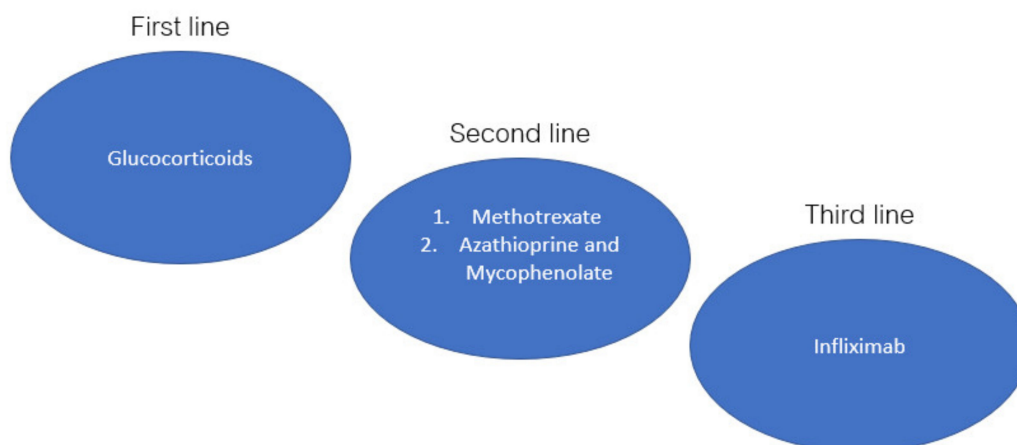 First line
Glucocorticoids
Second line
1. Methotrexate
2. Azathioprine and
Mycophenolate
Third line
Infliximab